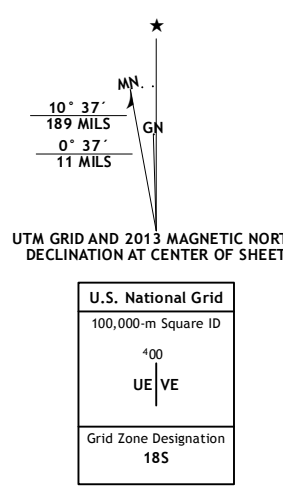 ★
MN
10° 37´
189 MILS
GN
0° 37´
11 MILS
UTM GRID AND 2013 MAGNETIC NORT
DECLINATION AT CENTER OF SHEET
U.S. National Grid
100,000-m Square ID
⁴00
UE VE
Grid Zone Designation
18S